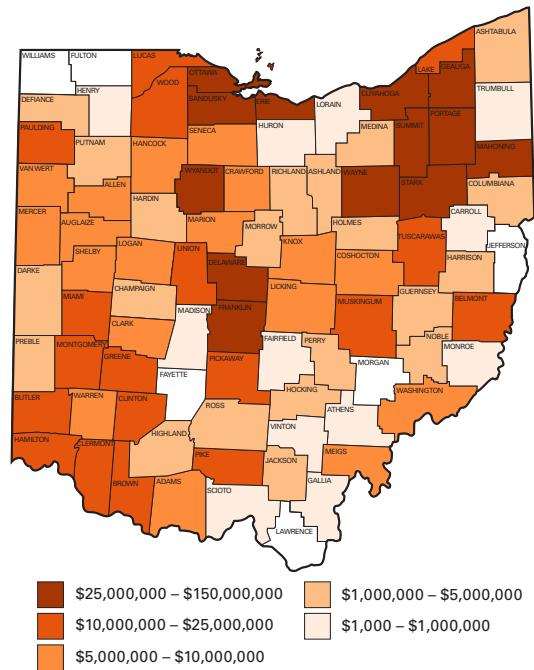 ASHTABULA
WILLIAMS
FULTON
LUCAS
LAKE
GEAUGA
OTTAWA
WOOD
HENRY
CUYAHOGA
TRUMBULL
DEFIANCE
SANDUSKY
ERIE
LORAIN
PORTAGE
SUMMIT
PAULDING
SENECA
HURON
MEDINA
PUTNAM
HANCOCK
MAHONING
VAN WERT
WYANDOT
CRAWFORD
RICHLAND
ASHLAND
WAYNE
STARK
COLUMBIANA
ALLEN
HARDIN
MERCER
CARROLL
AUGLAIZE
MARION
MORROW
HOLMES
TUSCARAWAS
JEFFERSON
LOGAN
KNOX
SHELBY
UNION
COSHOCTON
HARRISON
DELAWARE
DARKE
CHAMPAIGN
LICKING
GUERNSEY
MIAMI
MUSKINGUM
BELMONT
MADISON
FRANKLIN
CLARK
NOBLE
PREBLE
MONTGOMERY
FAIRFIELD
PERRY
MONROE
GREENE
PICKAWAY
MORGAN
FAYETTE
WASHINGTON
BUTLER
WARREN
CLINTON
HOCKING
ROSS
ATHENS
HIGHLAND
VINTON
HAMILTON
CLERMONT
PIKE
MEIGS
JACKSON
BROWN
ADAMS
GALLIA
SCIOTO
LAWRENCE
$25,000,000 – $150,000,000
$10,000,000 – $25,000,000
$5,000,000 – $10,000,000
$1,000,000 – $5,000,000
$1,000 – $1,000,000